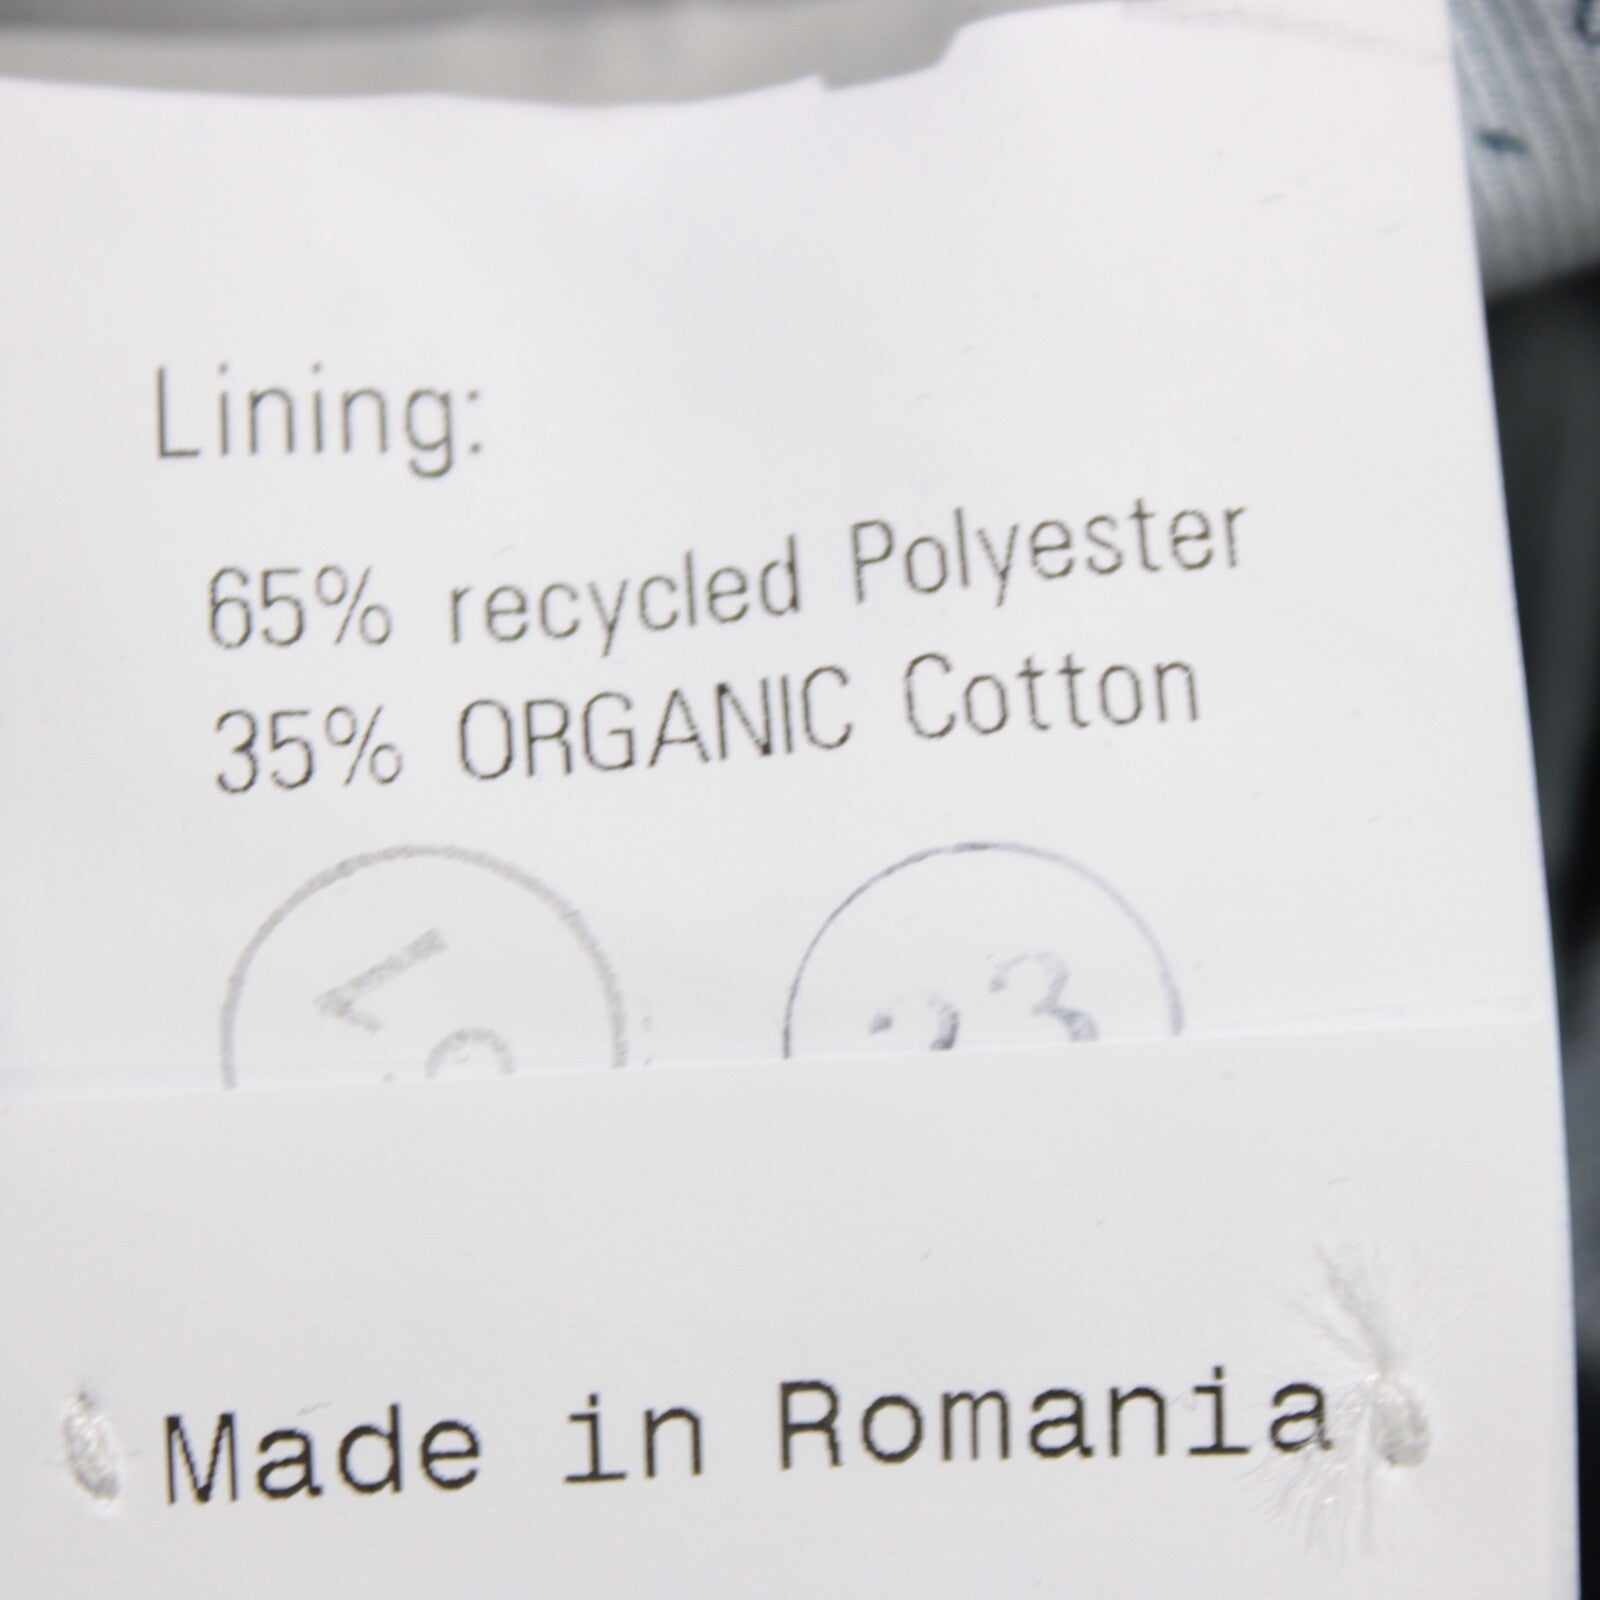 Lining:
65% recycled Polyester
35% ORGANIC Cotton
Made in Romania